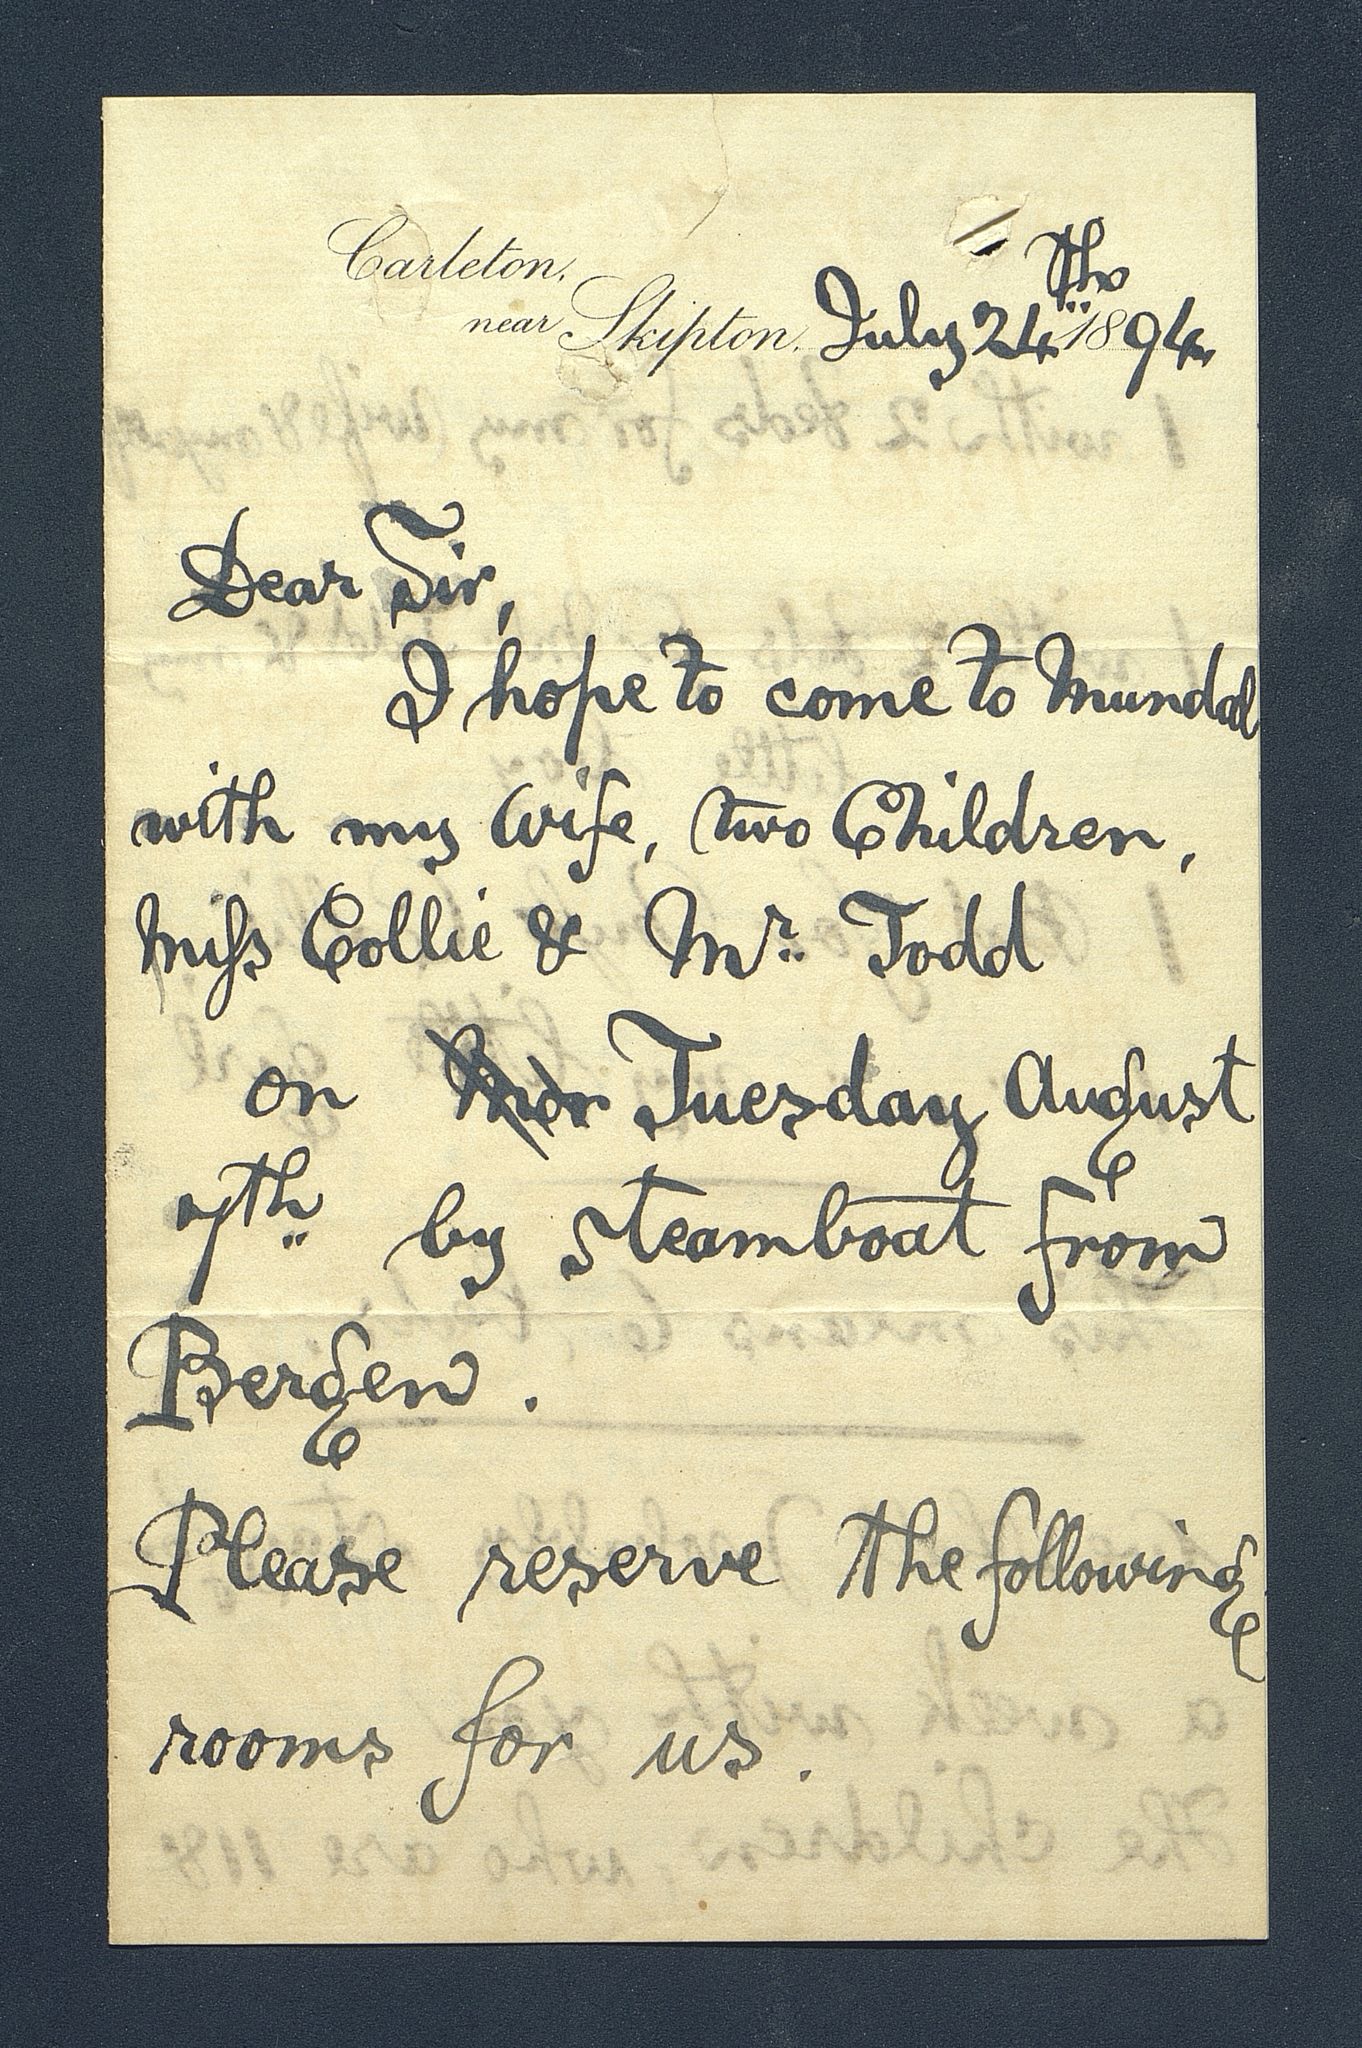 Carleton,
near Skipton, July 24th 1894
Dear Sir,
I hope to come to Mundal
with my Wife, two Children,
Miss Collie & Mr. Todd
on Mon Tuesday August
7th by steamboat from
Bergen.
Please reserve the following
rooms for us.